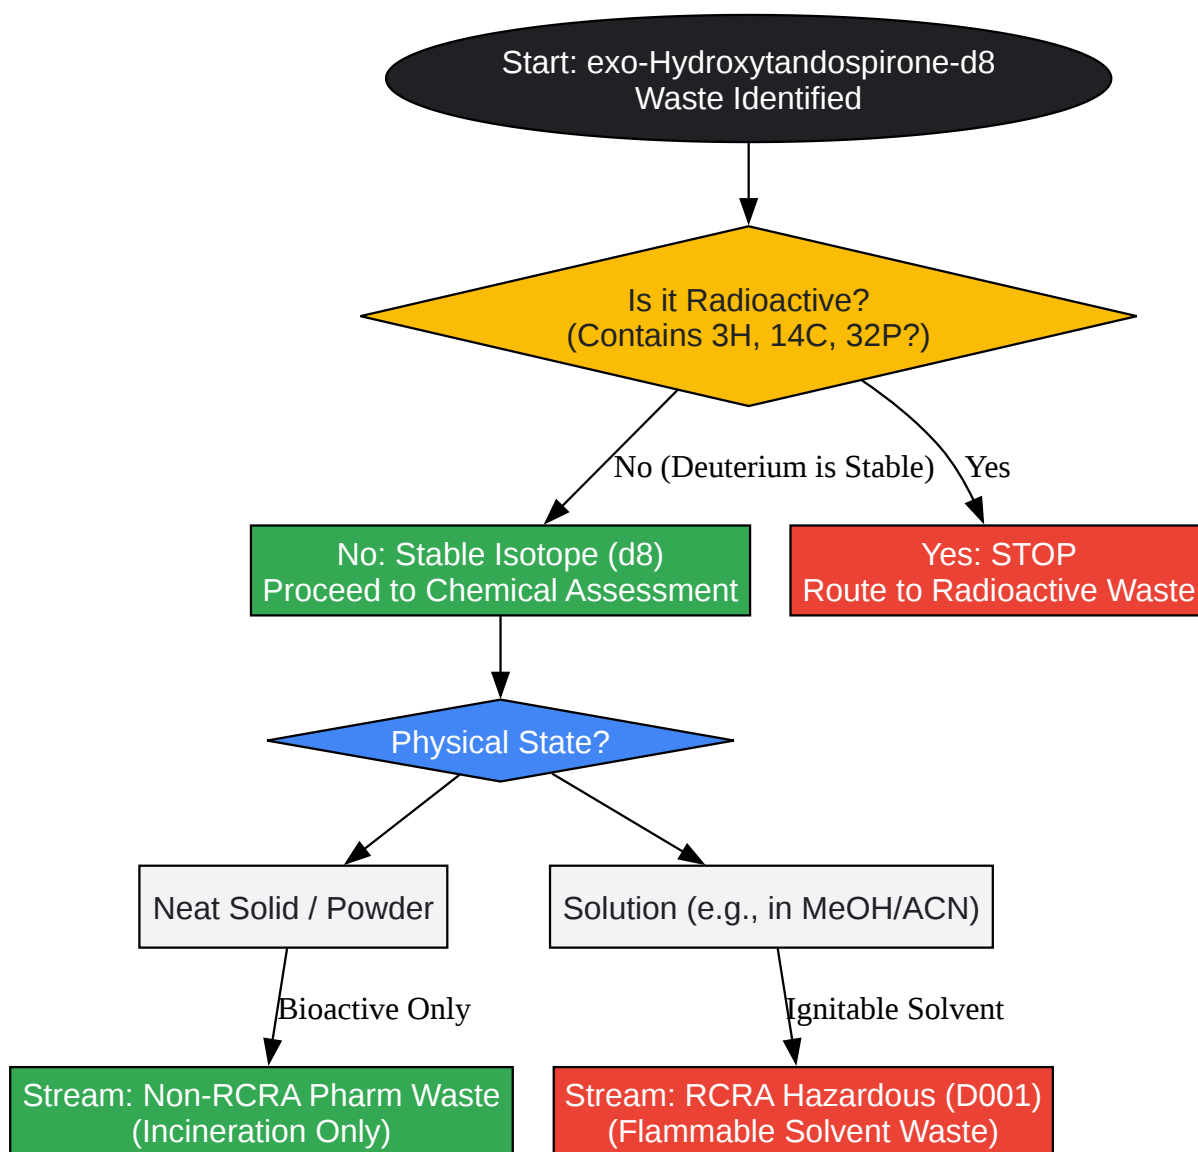 Start: exo-Hydroxytandospirone-d8
Waste Identified
Is it Radioactive?
(Contains 3H, 14C, 32P?)
No (Deuterium is Stable)
Yes
No: Stable Isotope (d8)
Proceed to Chemical Assessment
Yes: STOP
Route to Radioactive Waste
Physical State?
Neat Solid / Powder
Solution (e.g., in MeOH/ACN)
Bioactive Only
Ignitable Solvent
Stream: Non-RCRA Pharm Waste
(Incineration Only)
Stream: RCRA Hazardous (D001)
(Flammable Solvent Waste)